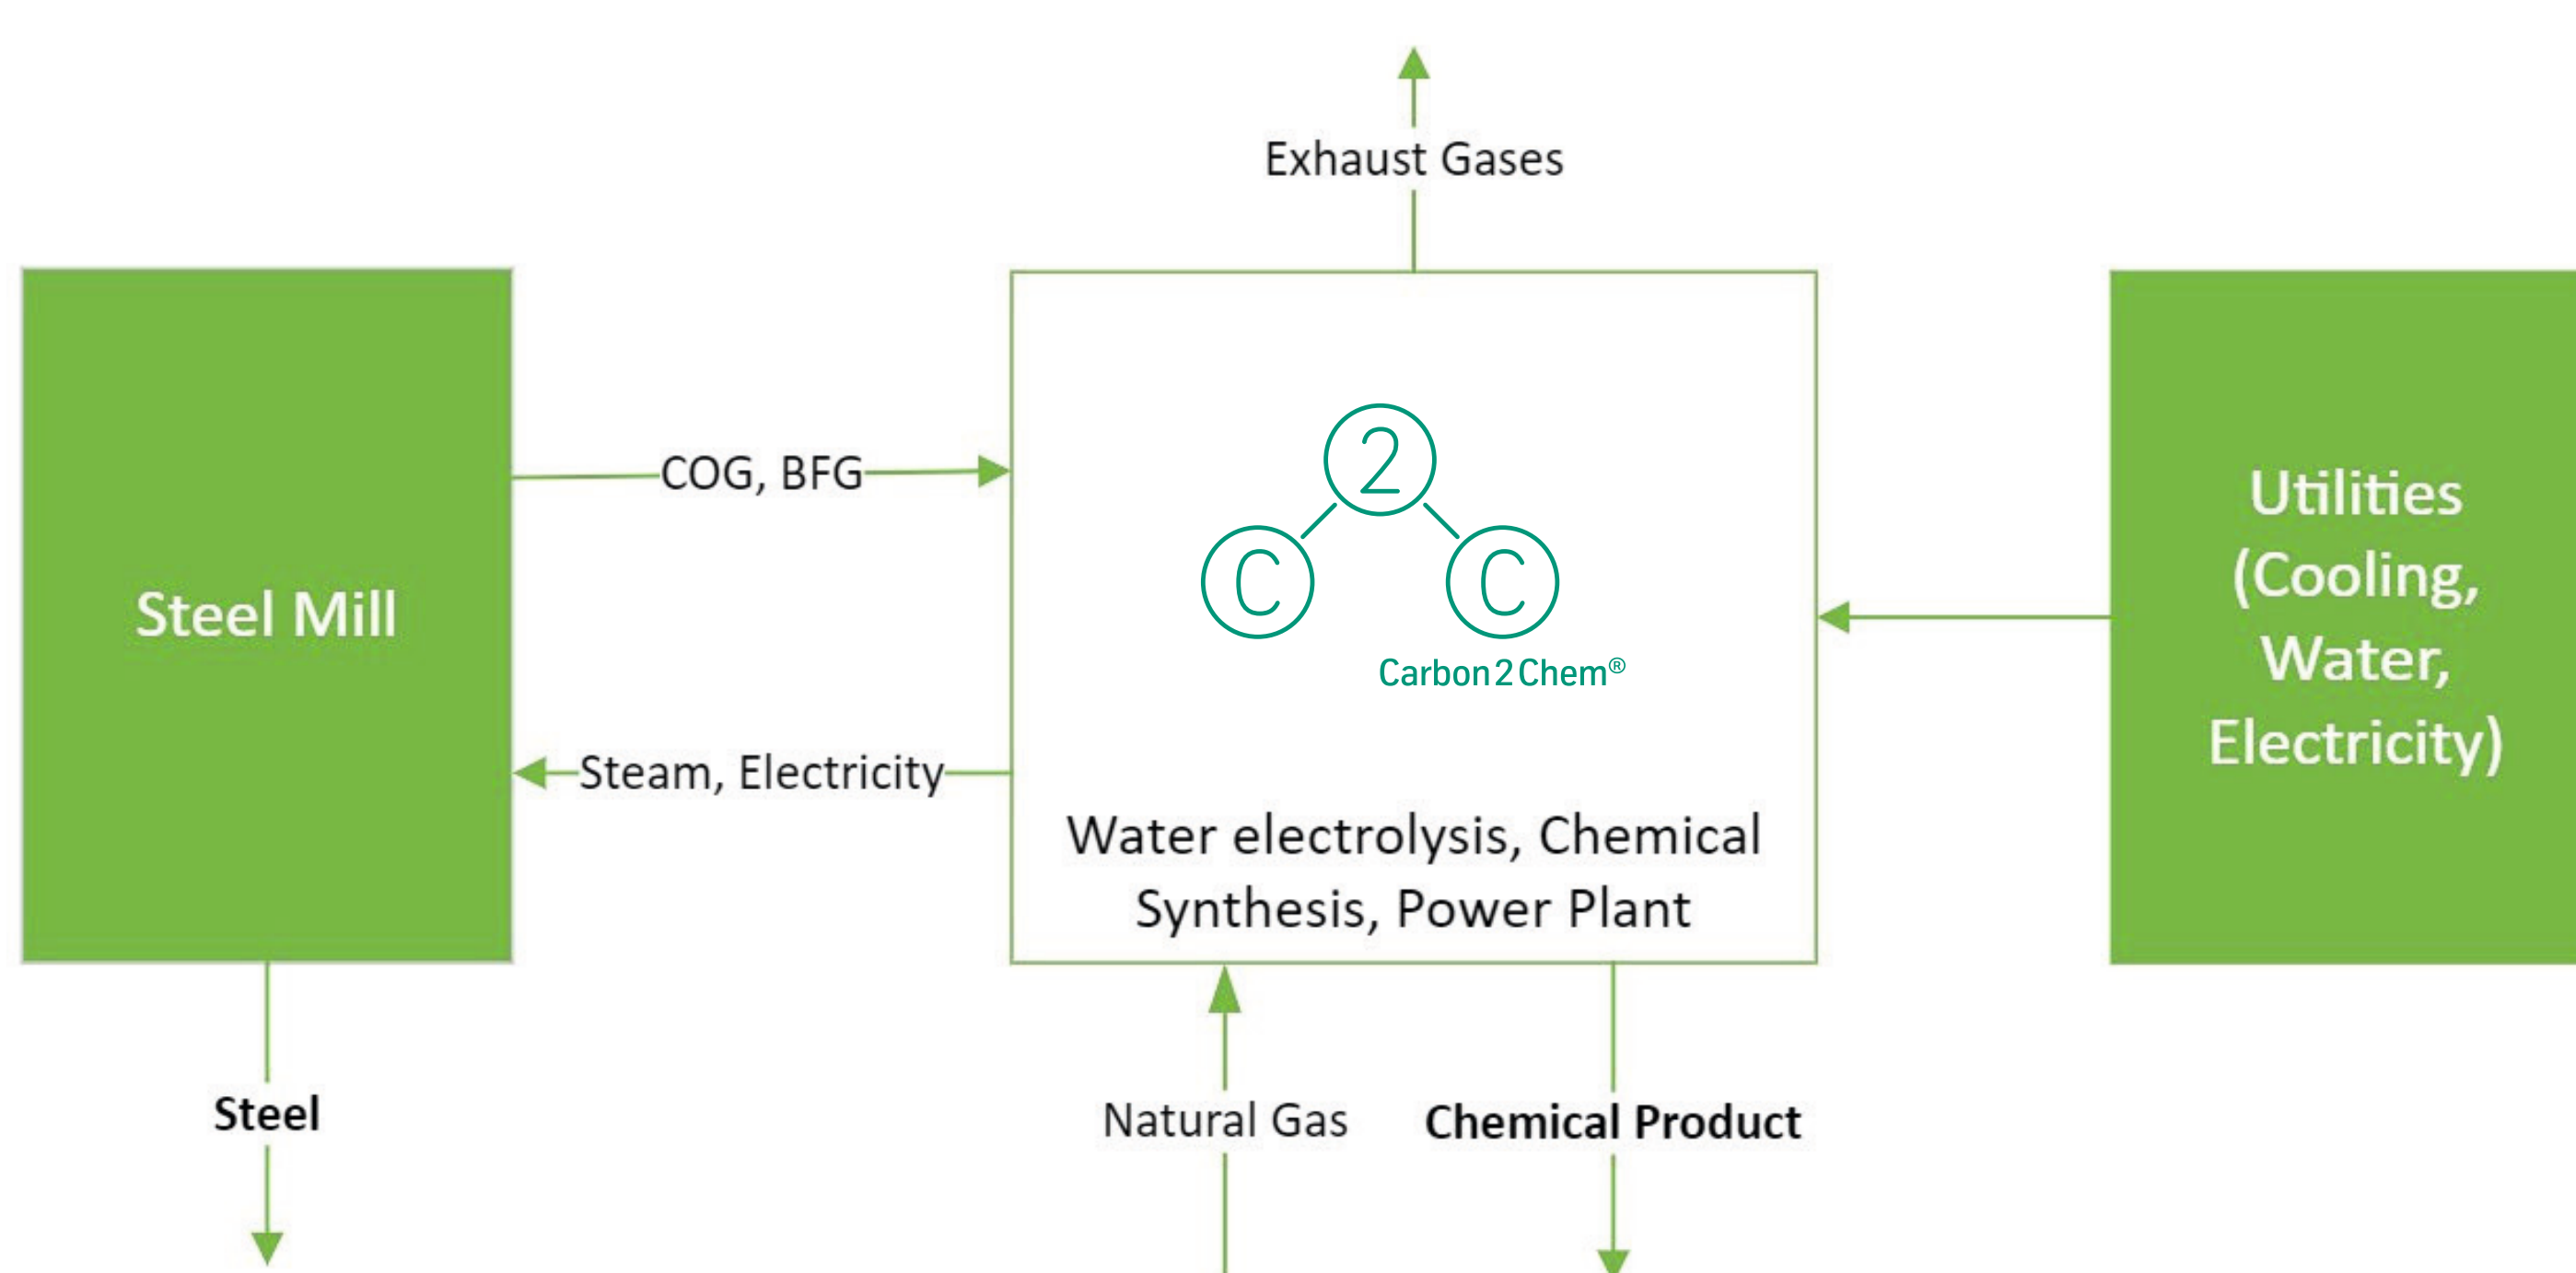 Exhaust Gases
Steel Mill
COG, BFG
Steam, Electricity
2
C C
Carbon2Chem®
Water electrolysis, Chemical
Synthesis, Power Plant
Utilities
(Cooling,
Water,
Electricity)
Steel
Natural Gas
Chemical Product